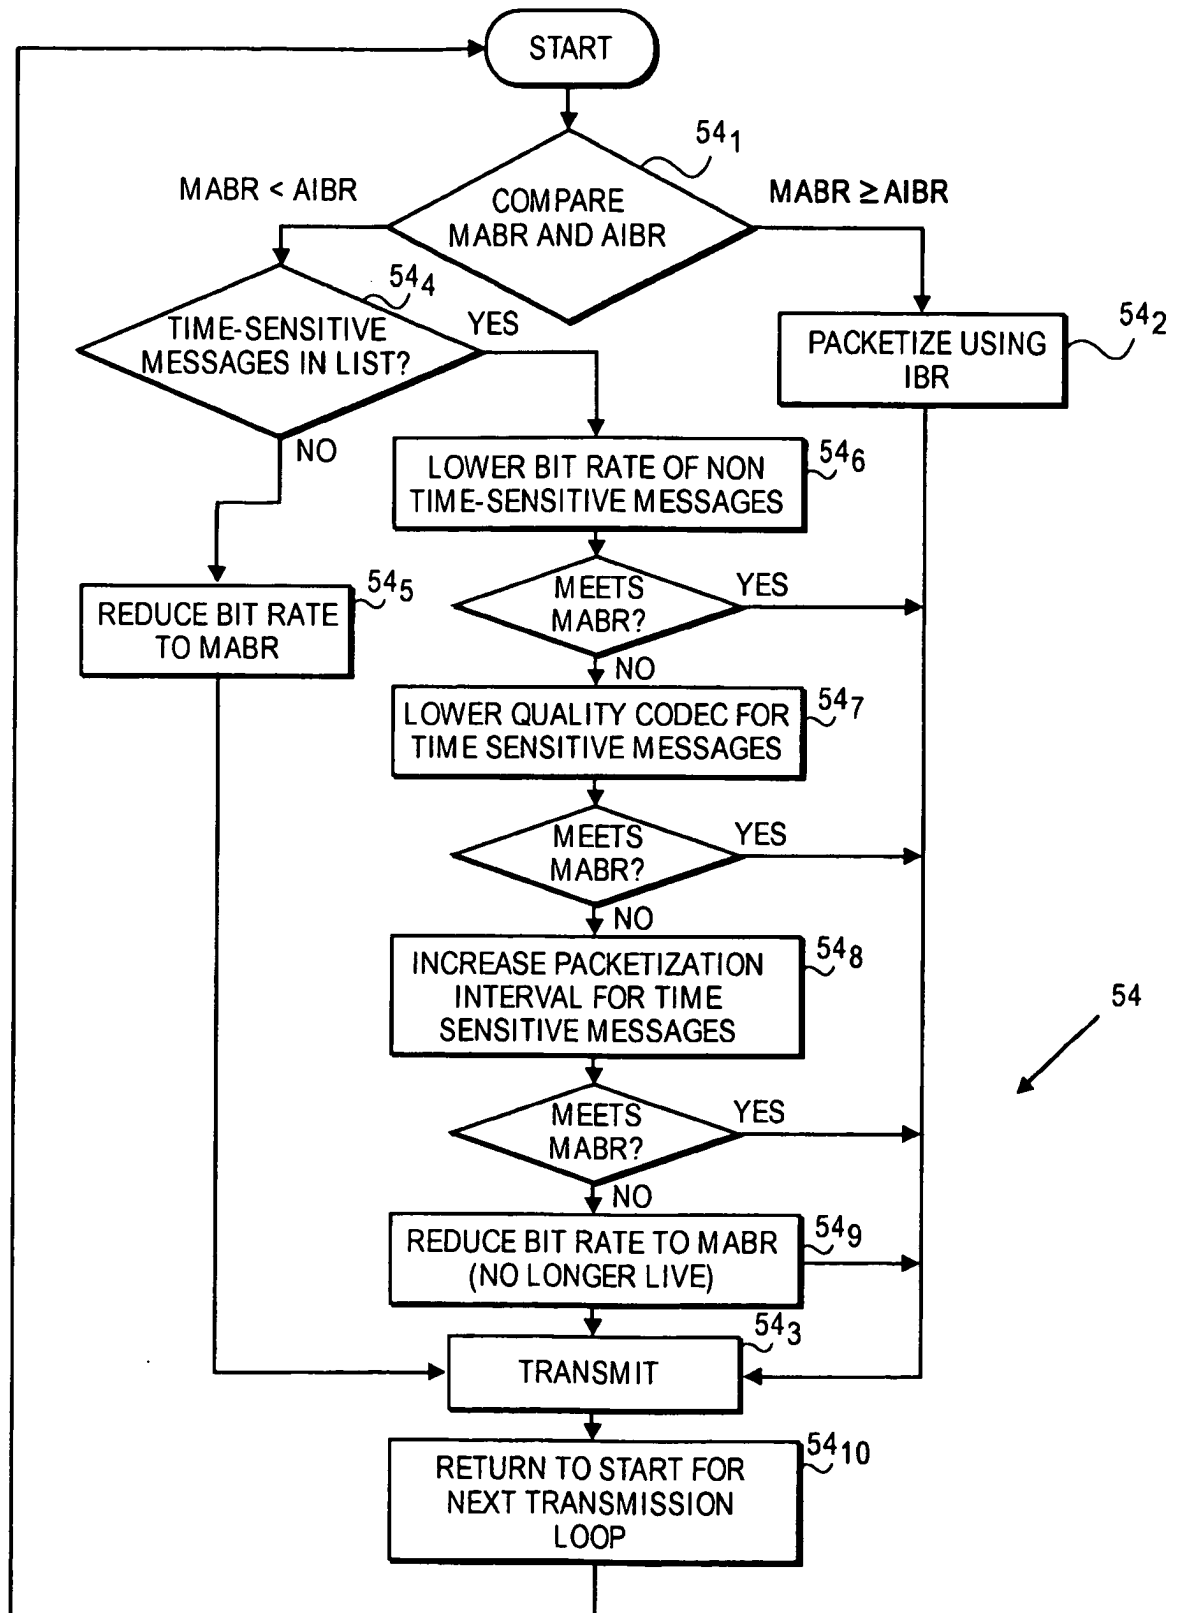 START
54₁
MABR < AIBR
MABR ≥ AIBR
COMPARE
MABR AND AIBR
54₄
TIME-SENSITIVE
MESSAGES IN LIST?
YES
NO
54₂
PACKETIZE USING
IBR
54₆
LOWER BIT RATE OF NON
TIME-SENSITIVE MESSAGES
54₅
REDUCE BIT RATE
TO MABR
MEETS
MABR?
YES
NO
54₇
LOWER QUALITY CODEC FOR
TIME SENSITIVE MESSAGES
MEETS
MABR?
YES
NO
54₈
INCREASE PACKETIZATION
INTERVAL FOR TIME
SENSITIVE MESSAGES
54
MEETS
MABR?
YES
NO
54₉
REDUCE BIT RATE TO MABR
(NO LONGER LIVE)
54₃
TRANSMIT
54₁₀
RETURN TO START FOR
NEXT TRANSMISSION
LOOP